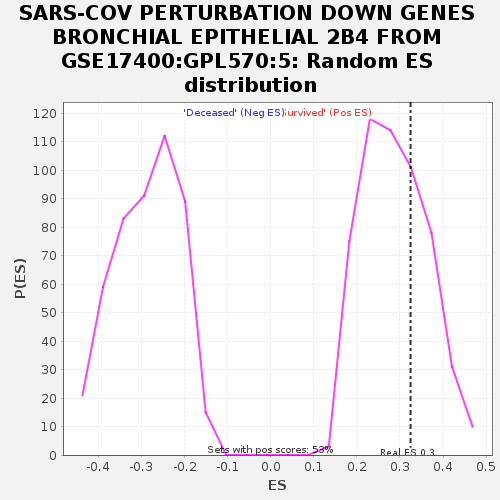 SARS-COV PERTURBATION DOWN GENES
BRONCHIAL EPITHELIAL 2B4 FROM
GSE17400:GPL570:5: Random ES
distribution
'Deceased' (Neg ES) urvived' (Pos ES)
120
110
100
90
80
70
60
50
40
30
20
10
0
P(ES)
Sets with pos scores: 53%
Real ES 0.3
-0.4 -0.3 -0.2 -0.1 0.0 0.1 0.2 0.3 0.4 0.5
ES